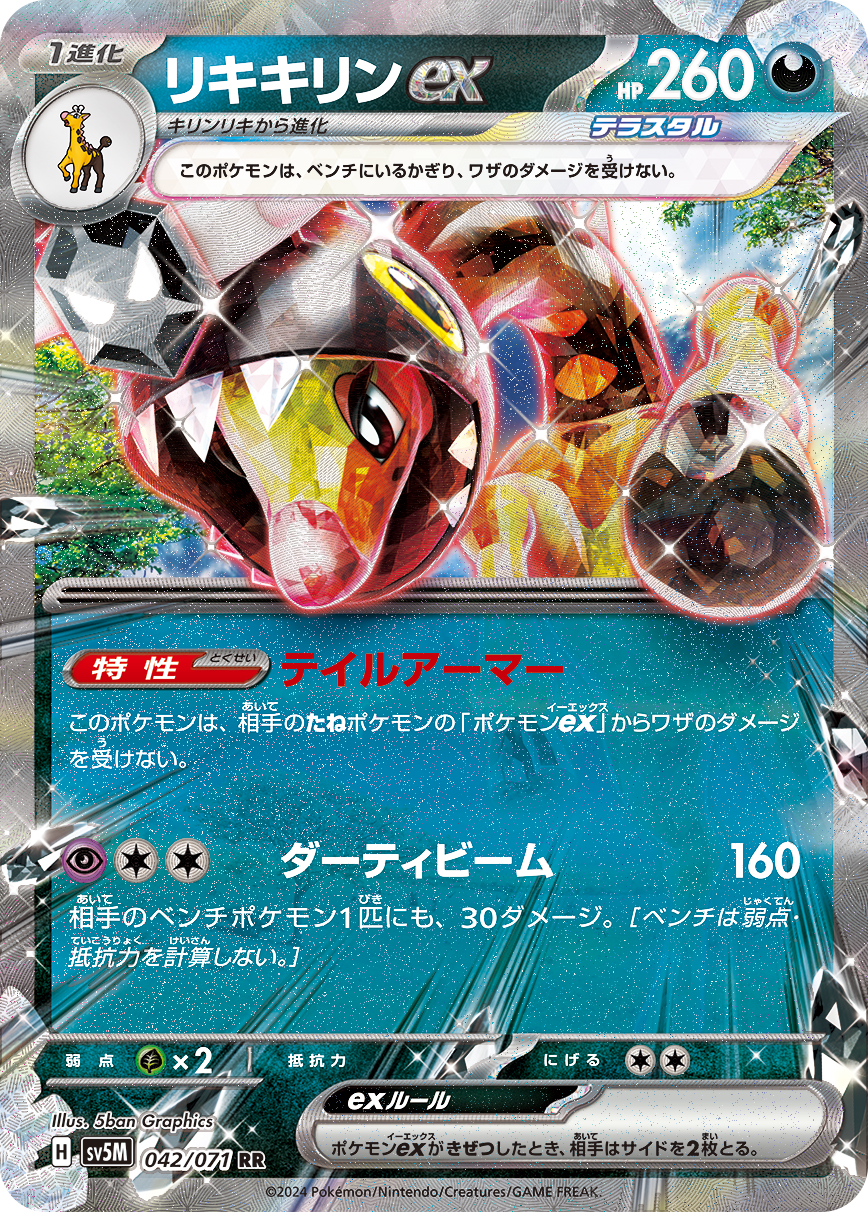 1進化
リキキリンex
HP260
キリンリキから進化
テラスタル
このポケモンは、ベンチにいるかぎり、ワザのダメージを受けない。
特性 テイルアーマー
このポケモンは、相手のたねポケモンの「ポケモンex」からワザのダメージ
を受けない。
ダーティビーム 160
相手のベンチポケモン1匹にも、30ダメージ。[ベンチは弱点・
抵抗力を計算しない。]
弱点 ×2 抵抗力 にげる
exルール
ポケモンexがきぜつしたとき、相手はサイドを2枚とる。
Illus. 5ban Graphics
H SV5M 042/071 RR
©2024 Pokémon/Nintendo/Creatures/GAME FREAK.